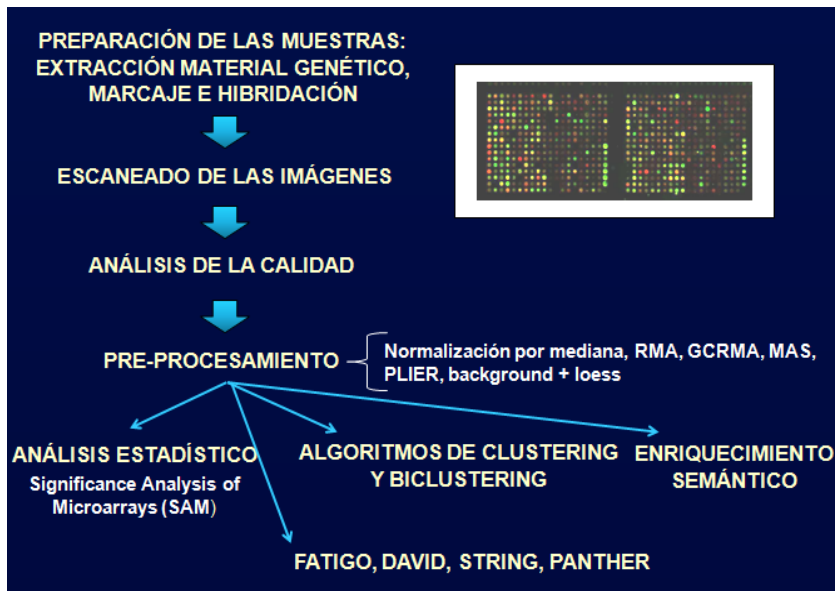 PREPARACIÓN DE LAS MUESTRAS:
EXTRACCIÓN MATERIAL GENÉTICO,
MARCAJE E HIBRIDACIÓN
ESCANEADO DE LAS IMÁGENES
ANÁLISIS DE LA CALIDAD
PRE-PROCESAMIENTO
Normalización por mediana, RMA, GCRMA, MAS,
PLIER, background + loess
ANÁLISIS ESTADÍSTICO
Significance Analysis of
Microarrays (SAM)
ALGORITMOS DE CLUSTERING
Y BICLUSTERING
ENRIQUECIMIENTO
SEMÁNTICO
FATIGO, DAVID, STRING, PANTHER